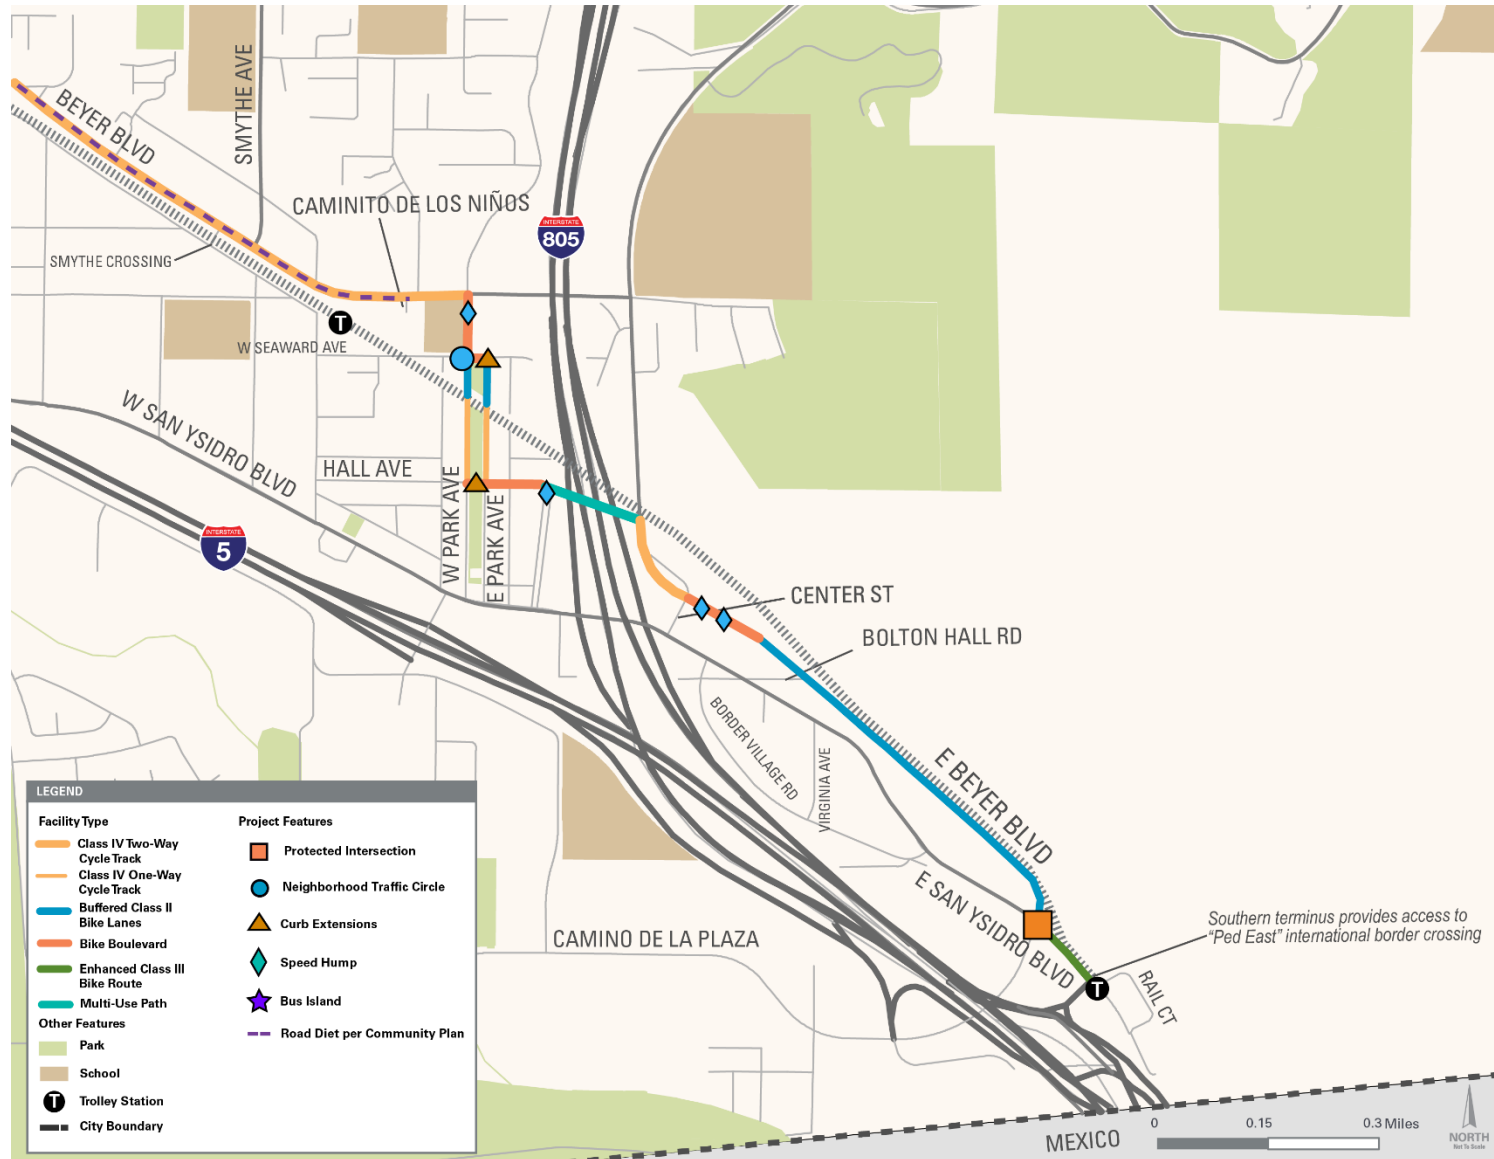 BEYER BLVD
SMYTHE AVE
CAMINITO DE LOS NIÑOS
INTERSTATE
805
SMYTHE CROSSING
T
W SEAWARD AVE
W SAN YSIDRO BLVD
HALL AVE
W PARK AVE
E PARK AVE
INTERSTATE
5
CENTER ST
BOLTON HALL RD
BORDER VILLAGE RD
VIRGINIA AVE
E BEYER BLVD
E SAN YSIDRO BLVD
Southern terminus provides access to
"Ped East" international border crossing
CAMINO DE LA PLAZA
T
RAIL CT
MEXICO
0 0.15 0.3 Miles
NORTH
Not To Scale
LEGEND
Facility Type
Class IV Two-Way
Cycle Track
Class IV One-Way
Cycle Track
Buffered Class II
Bike Lanes
Bike Boulevard
Enhanced Class III
Bike Route
Multi-Use Path
Other Features
Park
School
T Trolley Station
City Boundary
Project Features
Protected Intersection
Neighborhood Traffic Circle
Curb Extensions
Speed Hump
Bus Island
Road Diet per Community Plan